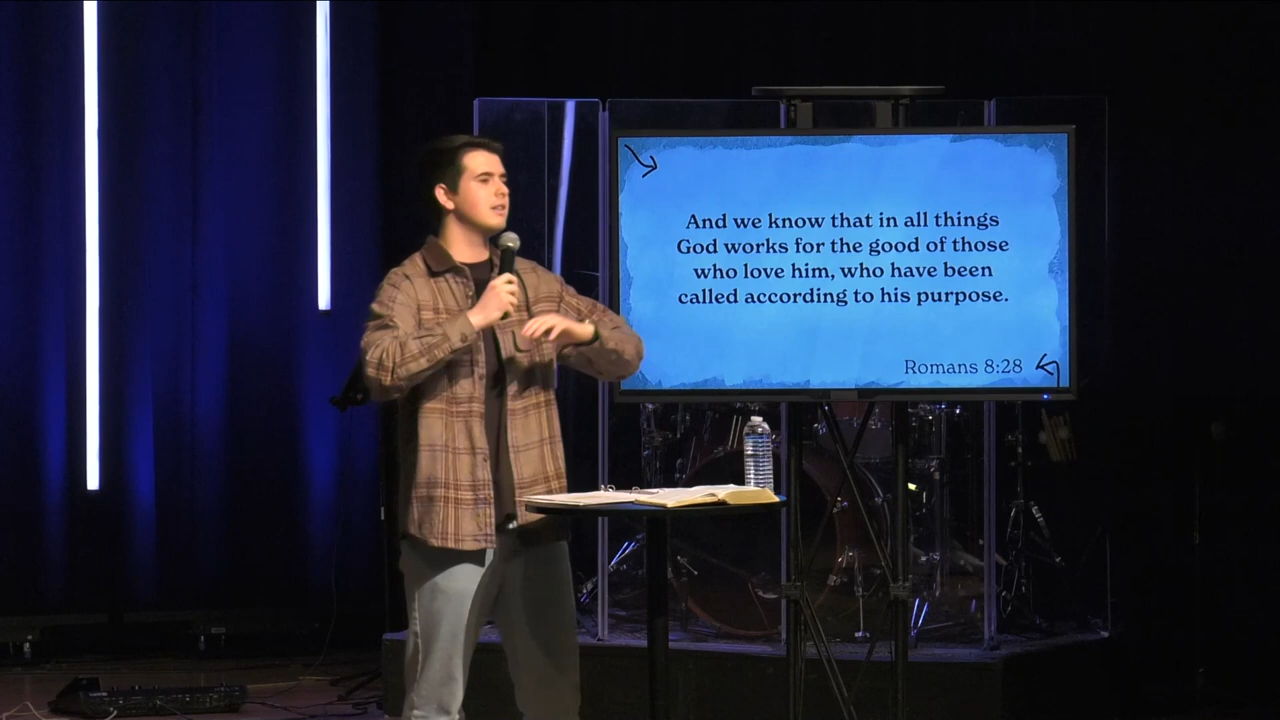 And we know that in all things
God works for the good of those
who love him, who have been
called according to his purpose.
Romans 8:28